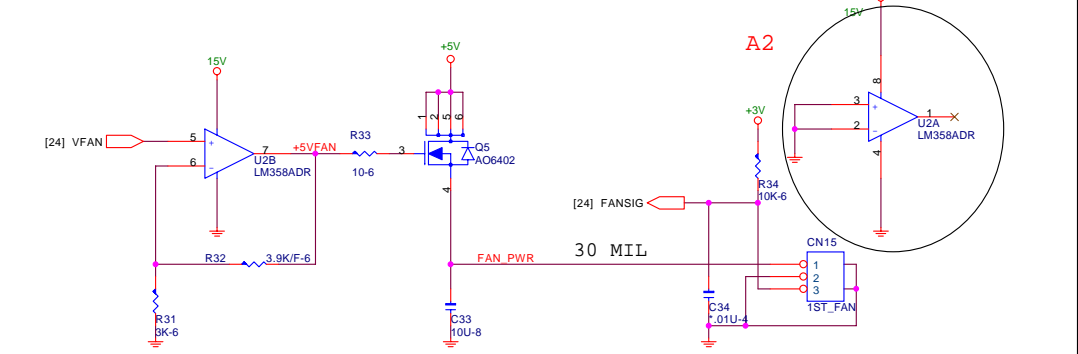 15V
A2
+5V
15V
+3V
8
3
+
1
2
-
U2A
LM358ADR
4
1
2
5
6
[24] VFAN
5
+
7
+5VFAN
R33
3
Q5
AO6402
6
-
U2B
LM358ADR
10-6
4
R34
10K-6
[24] FANSIG
R32
3.9K/F-6
FAN_PWR
30 MIL
CN15
1
2
3
1ST_FAN
R31
3K-6
C33
10U-8
C34
*.01U-4